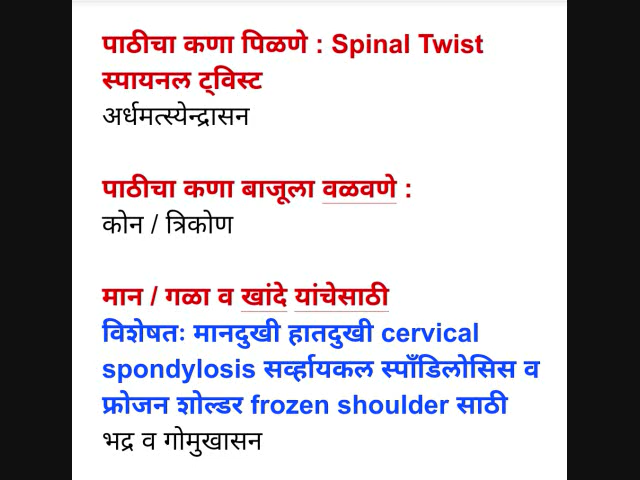 पाठीचा कणा पिळणे : Spinal Twist
स्पायनल ट्विस्ट
अर्धमत्स्येन्द्रासन
पाठीचा कणा बाजूला वळवणे :
कोन / त्रिकोण
मान / गळा व खांदे यांचेसाठी
विशेषतः मानदुखी हातदुखी cervical
spondylosis सर्व्हायकल स्पाँडिलोसिस व
फ्रोजन शोल्डर frozen shoulder साठी
भद्र व गोमुखासन